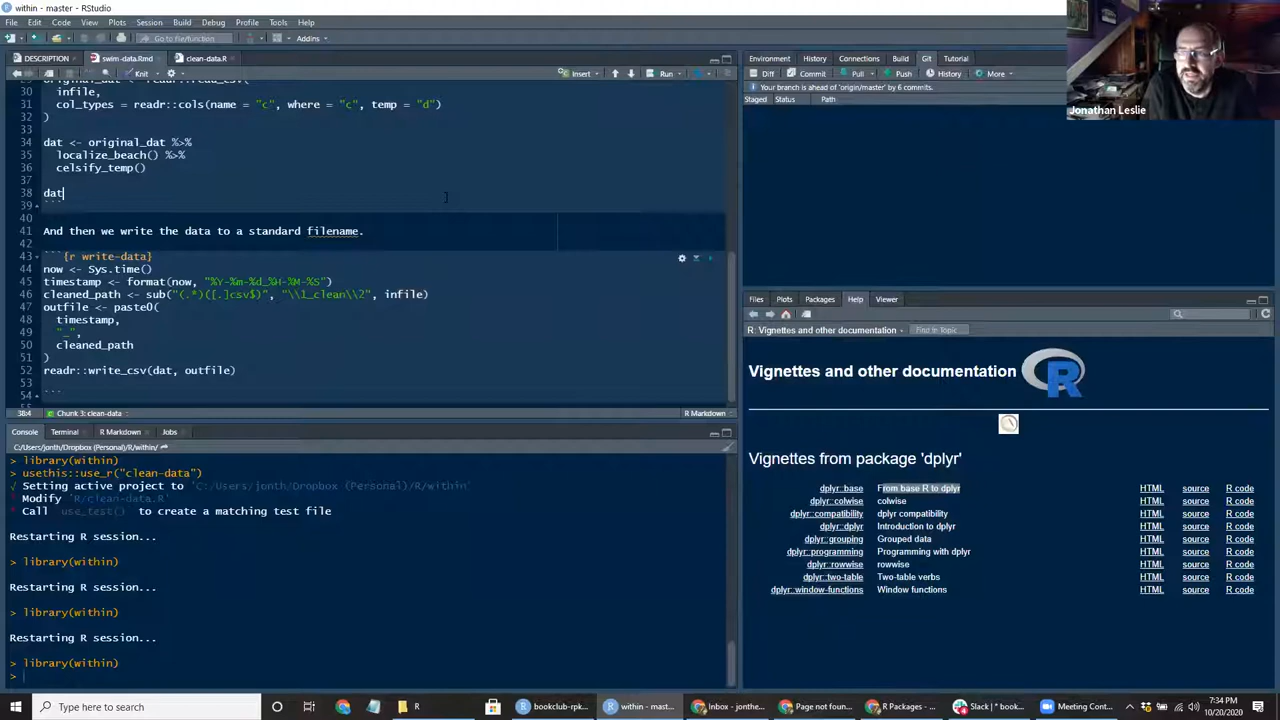 within - master - RStudio
File Edit Code View Plots Session Build Debug Profile Tools Help
Go to file/function Addins
DESCRIPTION swim-data.Rmd clean-data.R
Knit Insert Run
30 infile,
31 col_types = readr::cols(name = "c", where = "c", temp = "d")
32 )
33
34 dat <- original_dat %>%
35 localize_beach() %>%
36 celsify_temp()
37
38 dat
39 ```
40
41 And then we write the data to a standard filename.
42
43 ```{r write-data}
44 now <- Sys.time()
45 timestamp <- format(now, "%Y-%m-%d_%H-%M-%S")
46 cleaned_path <- sub("(.*)([.]csv$)", "\\1_clean\\2", infile)
47 outfile <- paste0(
48 timestamp,
49 "_",
50 cleaned_path
51 )
52 readr::write_csv(dat, outfile)
53
54 ```
38:4 Chunk 3: clean-data R Markdown
Console Terminal R Markdown Jobs
C:/Users/jonth/Dropbox (Personal)/R/within/
> library(within)
> usethis::use_r("clean-data")
√ Setting active project to 'C:/Users/jonth/Dropbox (Personal)/R/within'
* Modify 'R/clean-data.R'
* Call `use_test()` to create a matching test file
Restarting R session...
> library(within)
Restarting R session...
> library(within)
Restarting R session...
> library(within)
>
Environment History Connections Build Git Tutorial
Diff Commit Pull Push History More
Your branch is ahead of 'origin/master' by 6 commits.
Staged Status Path
Jonathan Leslie
Files Plots Packages Help Viewer
R: Vignettes and other documentation Find in Topic
Vignettes and other documentation
Vignettes from package 'dplyr'
dplyr::base From base R to dplyr HTML source R code
dplyr::colwise colwise HTML source R code
dplyr::compatibility dplyr compatibility HTML source R code
dplyr::dplyr Introduction to dplyr HTML source R code
dplyr::grouping Grouped data HTML source R code
dplyr::programming Programming with dplyr HTML source R code
dplyr::rowwise rowwise HTML source R code
dplyr::two-table Two-table verbs HTML source R code
dplyr::window-functions Window functions HTML source R code
Type here to search
R
bookclub-rpk...
within - mast...
Inbox - jonthe...
Page not foun...
R Packages - ...
Slack | * book...
Meeting Cont...
7:34 PM
10/20/2020